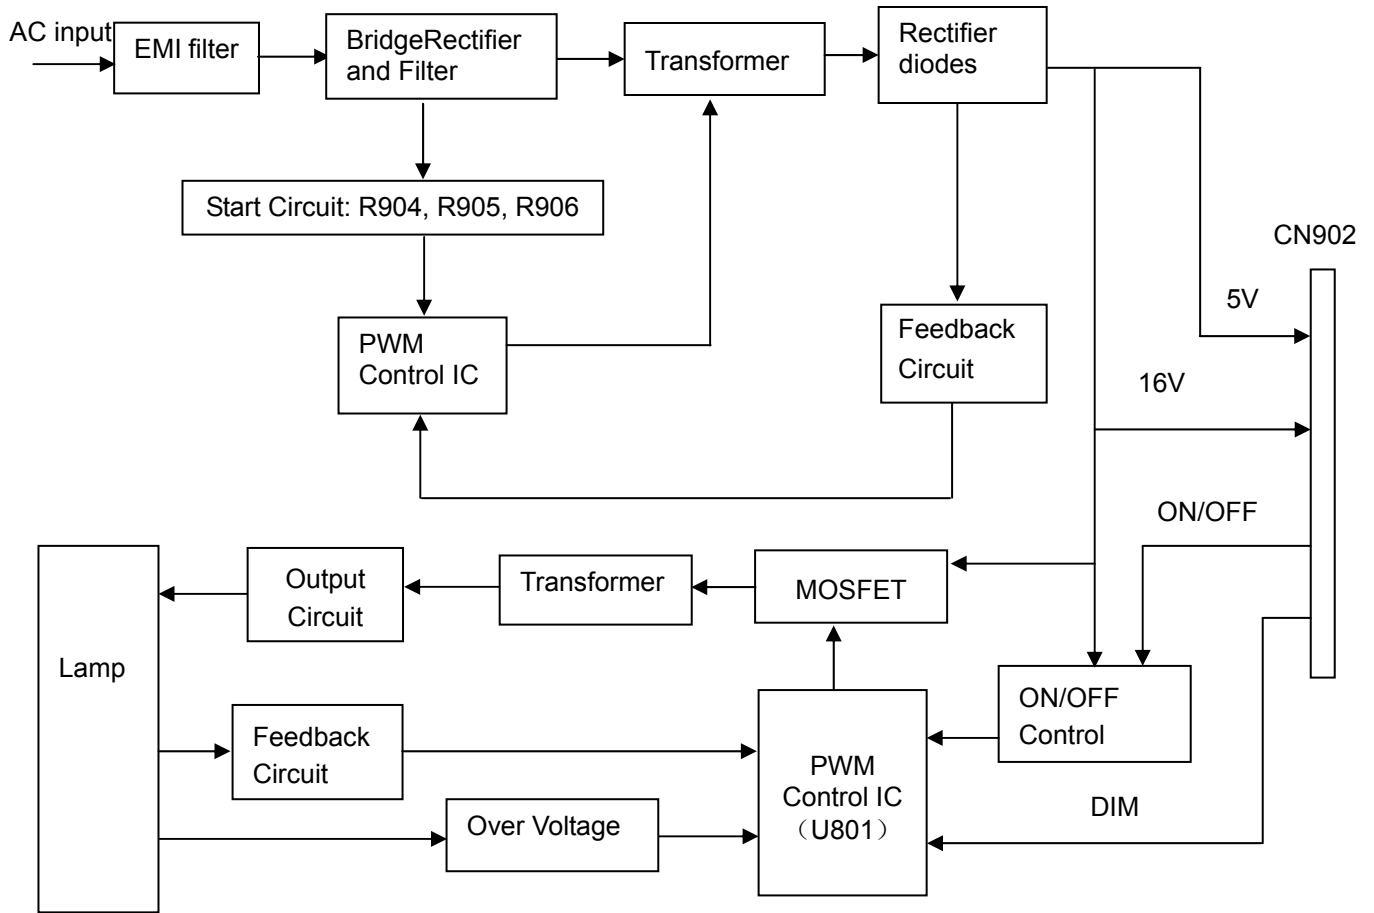 AC input
EMI filter
BridgeRectifier
and Filter
Transformer
Rectifier
diodes
Start Circuit: R904, R905, R906
CN902
5V
PWM
Control IC
Feedback
Circuit
16V
ON/OFF
Output
Circuit
Transformer
MOSFET
Lamp
ON/OFF
Control
Feedback
Circuit
PWM
Control IC
（U801）
DIM
Over Voltage